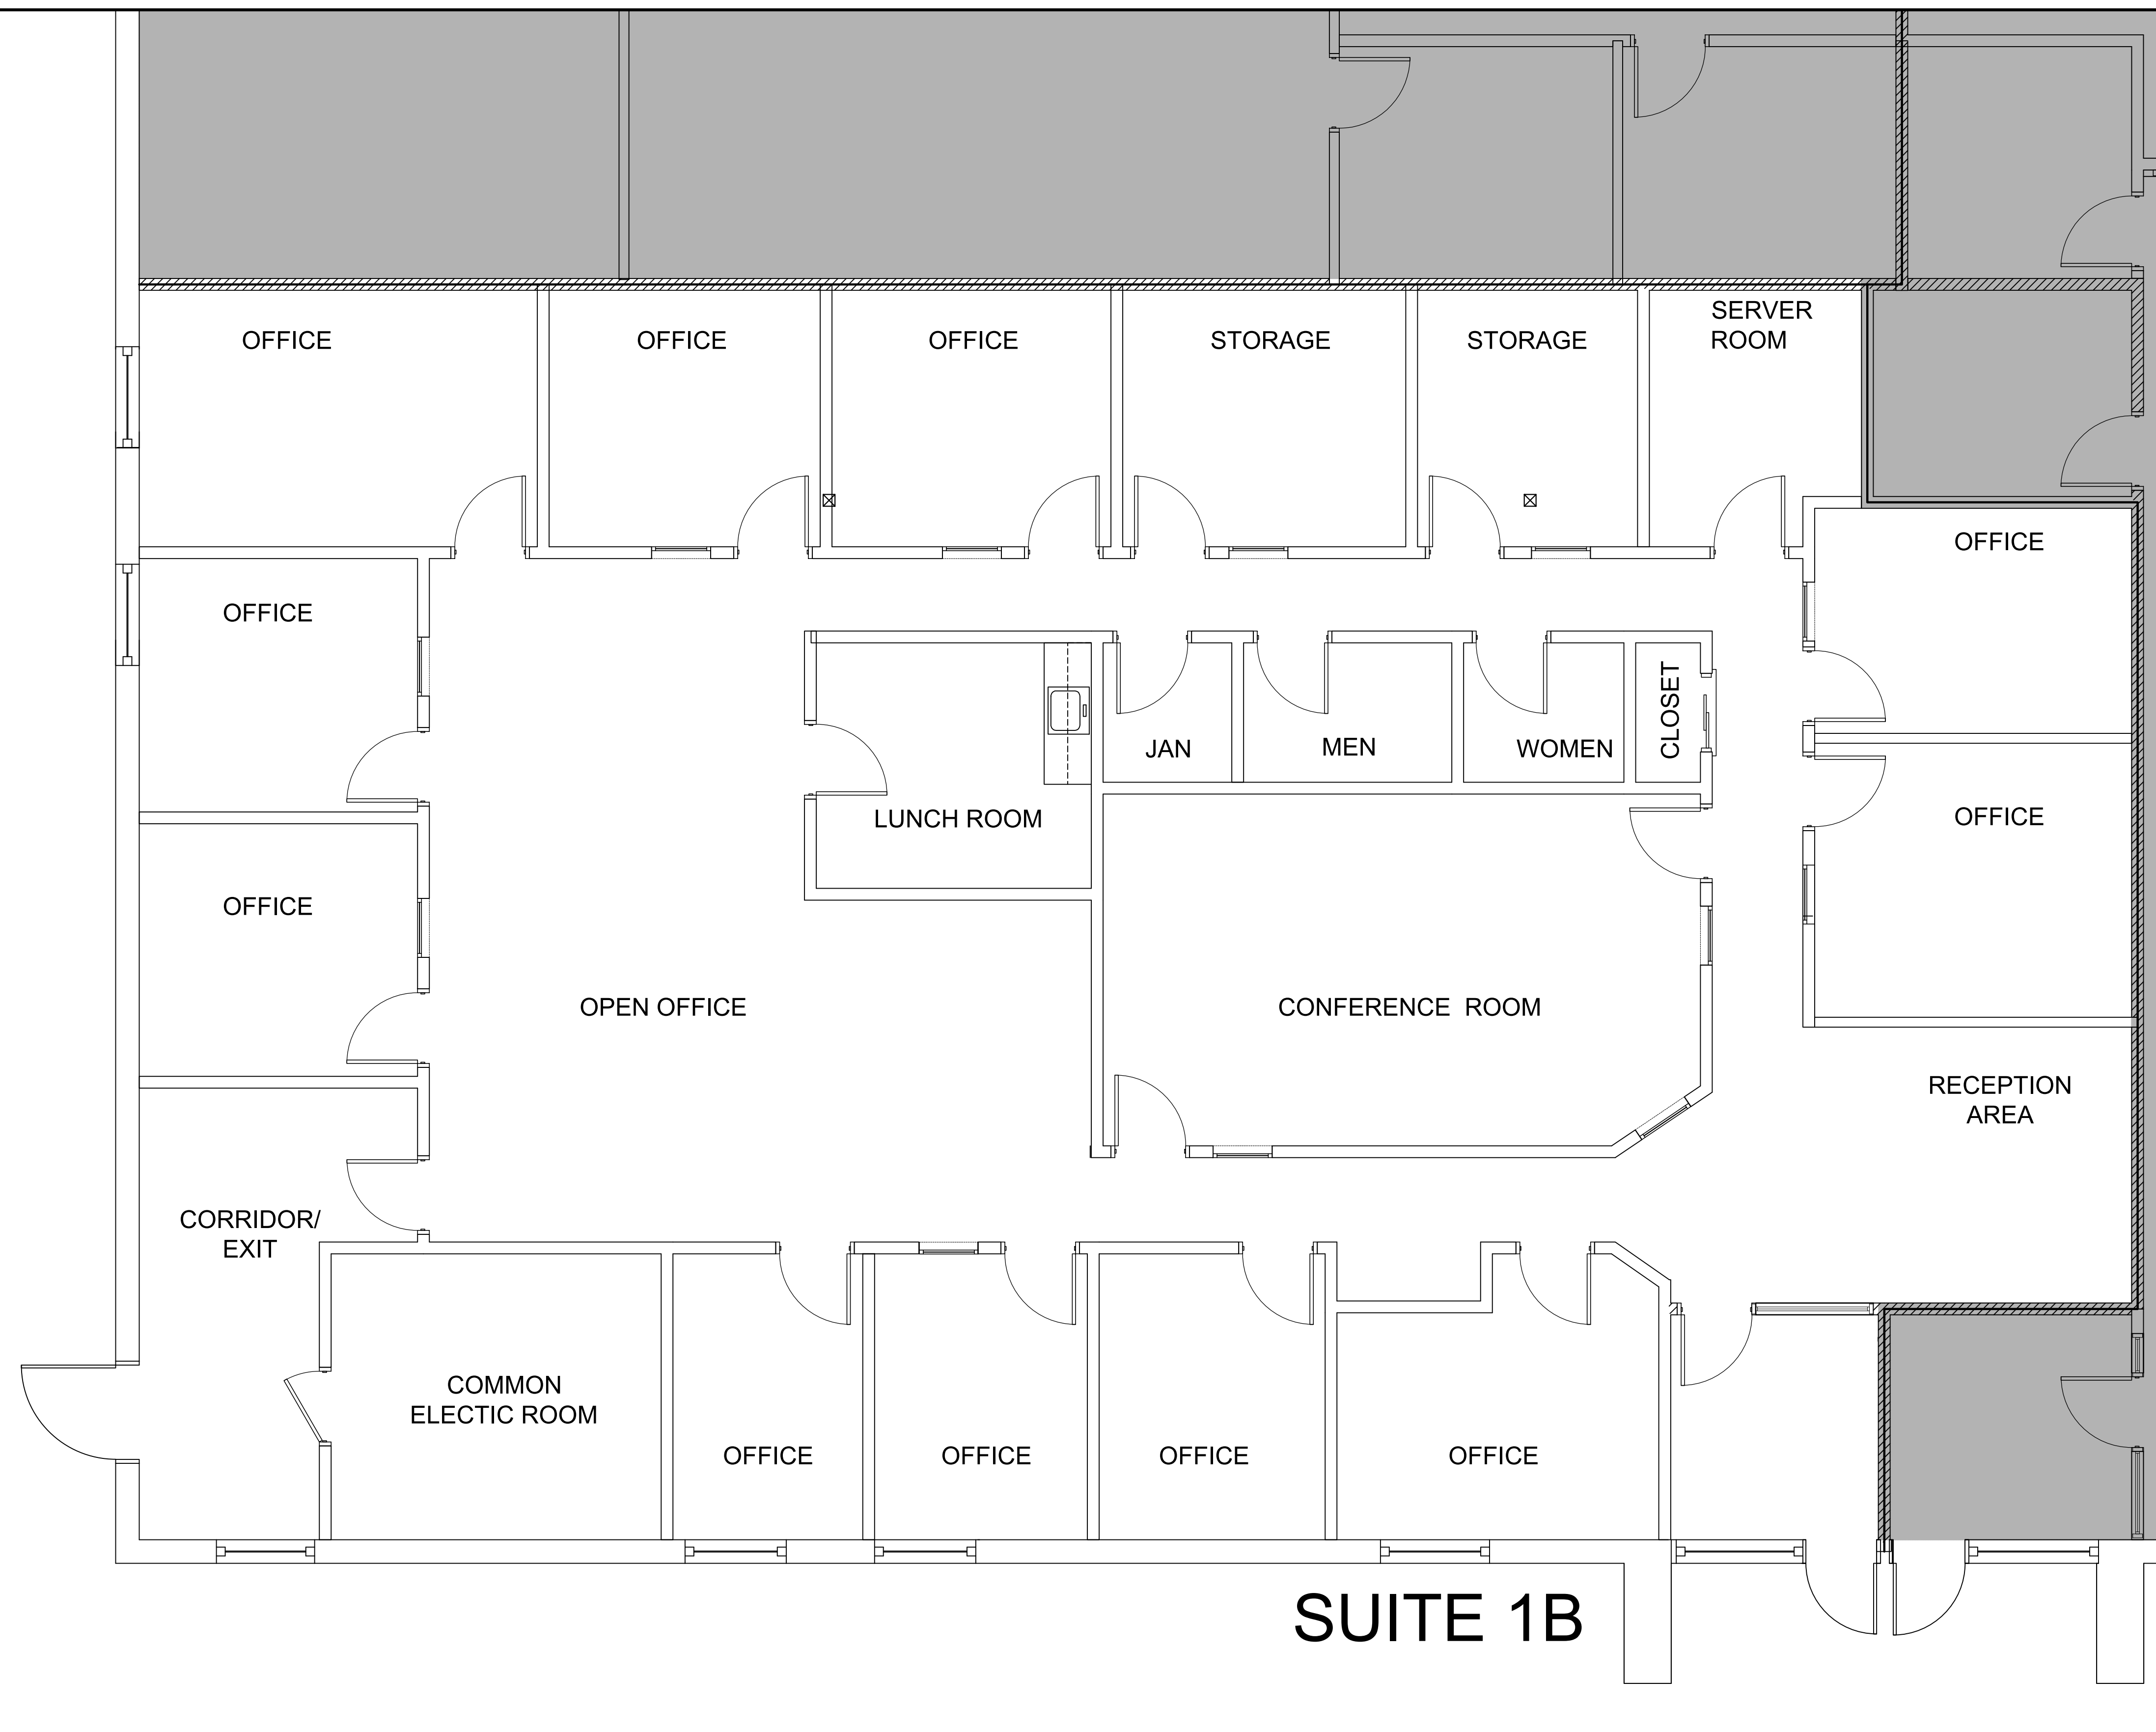 OFFICE
OFFICE
OFFICE
STORAGE
STORAGE
SERVER
ROOM
OFFICE
OFFICE
JAN
MEN
WOMEN
CLOSET
LUNCH ROOM
OFFICE
OFFICE
OPEN OFFICE
CONFERENCE ROOM
RECEPTION
AREA
CORRIDOR/
EXIT
COMMON
ELECTIC ROOM
OFFICE
OFFICE
OFFICE
OFFICE
SUITE 1B